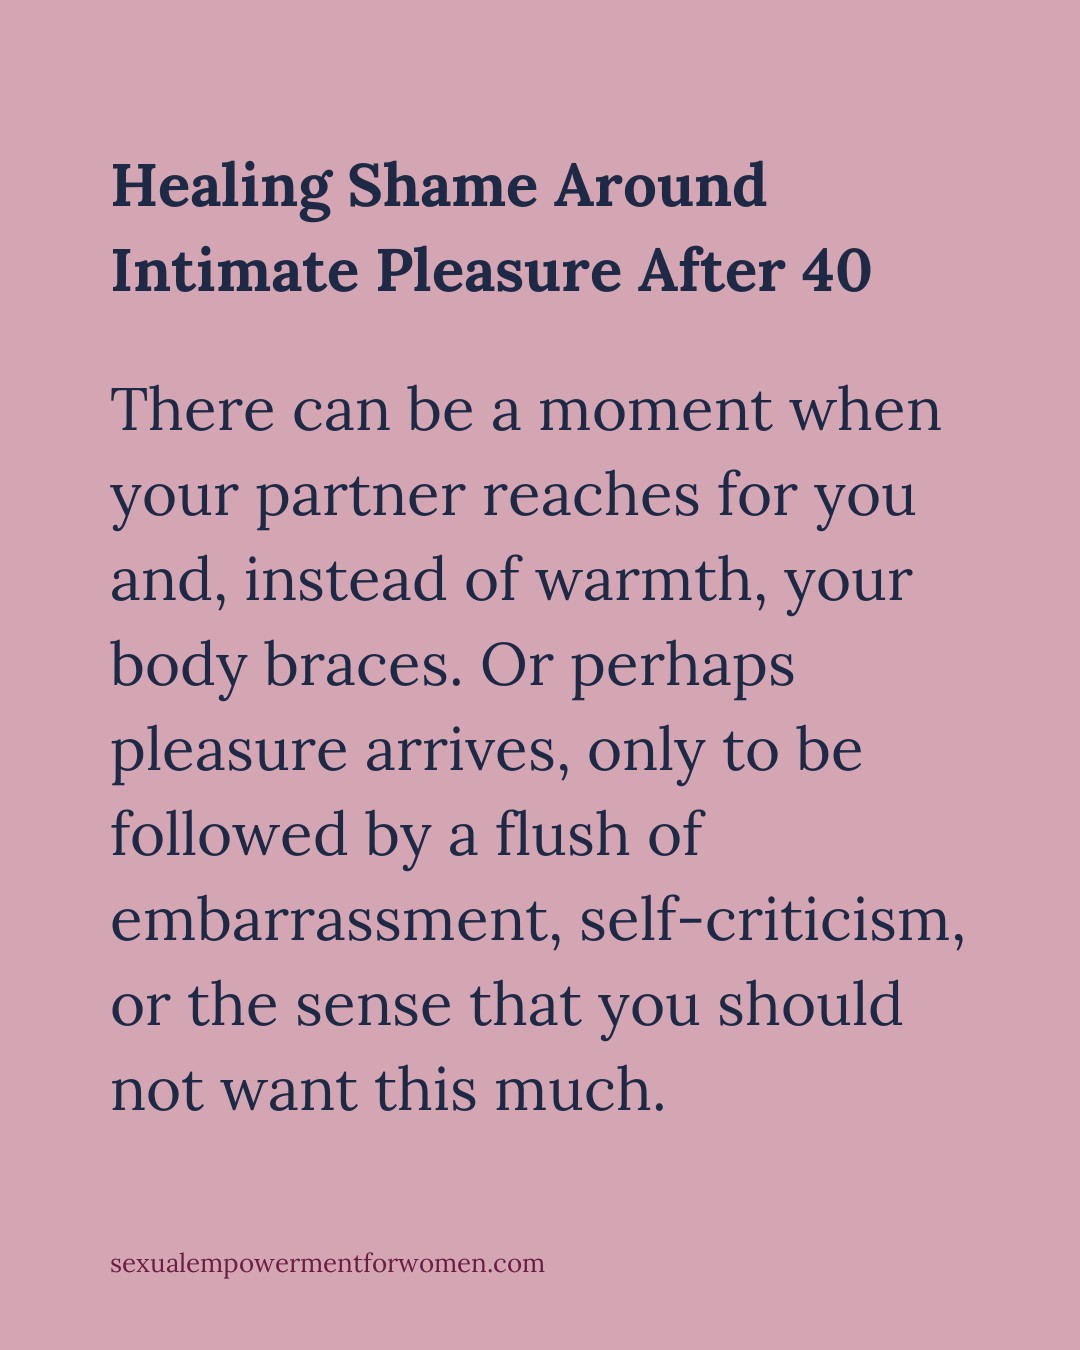 Healing Shame Around
Intimate Pleasure After 40
There can be a moment when
your partner reaches for you
and, instead of warmth, your
body braces. Or perhaps
pleasure arrives, only to be
followed by a flush of
embarrassment, self-criticism,
or the sense that you should
not want this much.
sexualempowermentforwomen.com